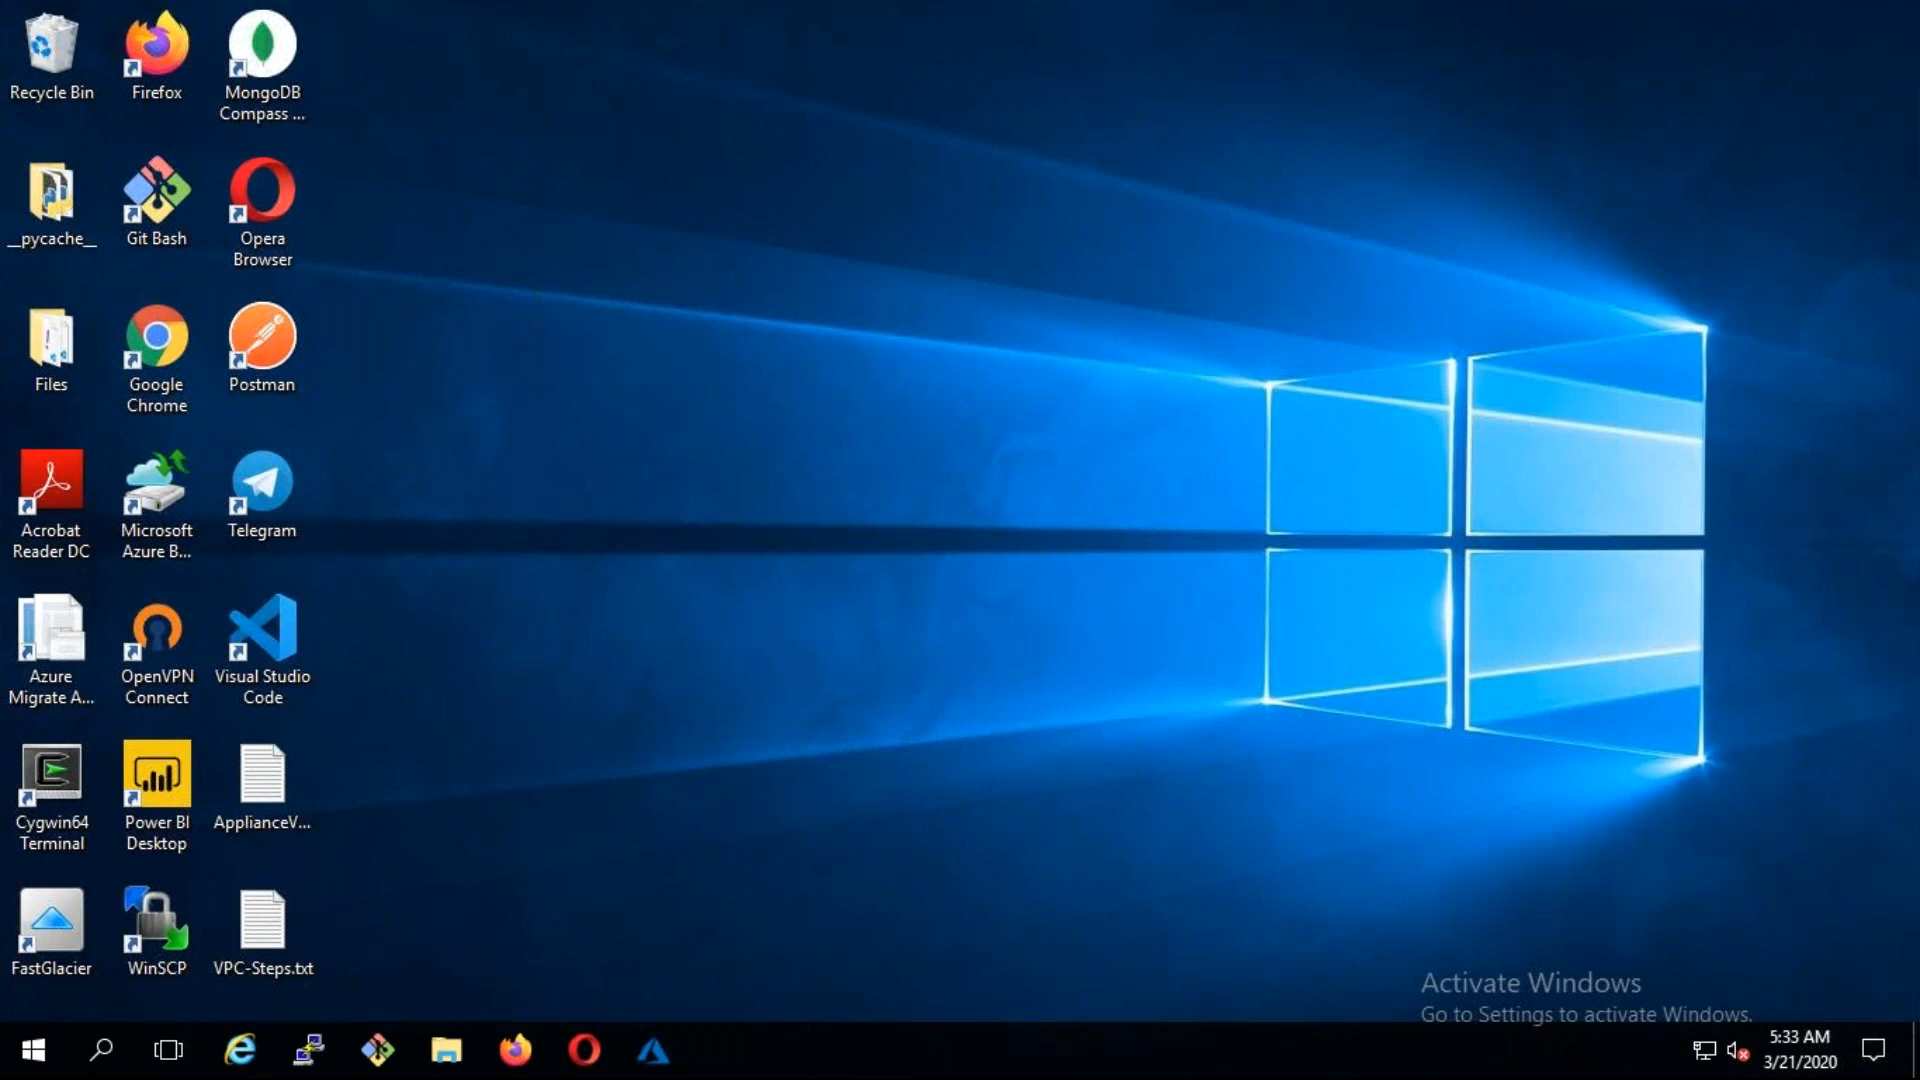 Recycle Bin
Firefox
MongoDB
Compass ...
__pycache__
Git Bash
Opera
Browser
Files
Google
Chrome
Postman
Acrobat
Reader DC
Microsoft
Azure B...
Telegram
Azure
Migrate A...
OpenVPN
Connect
Visual Studio
Code
Cygwin64
Terminal
Power BI
Desktop
ApplianceV...
FastGlacier
WinSCP
VPC-Steps.txt
Activate Windows
Go to Settings to activate Windows.
5:33 AM
3/21/2020